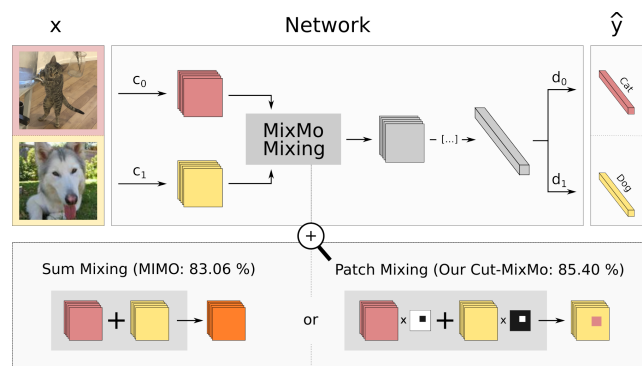 x
Network
ŷ
c₀
d₀
Cat
MixMo
Mixing
[...]
c₁
d₁
Dog
+
Sum Mixing (MIMO: 83.06 %)
Patch Mixing (Our Cut-MixMo: 85.40 %)
+
or
x + x